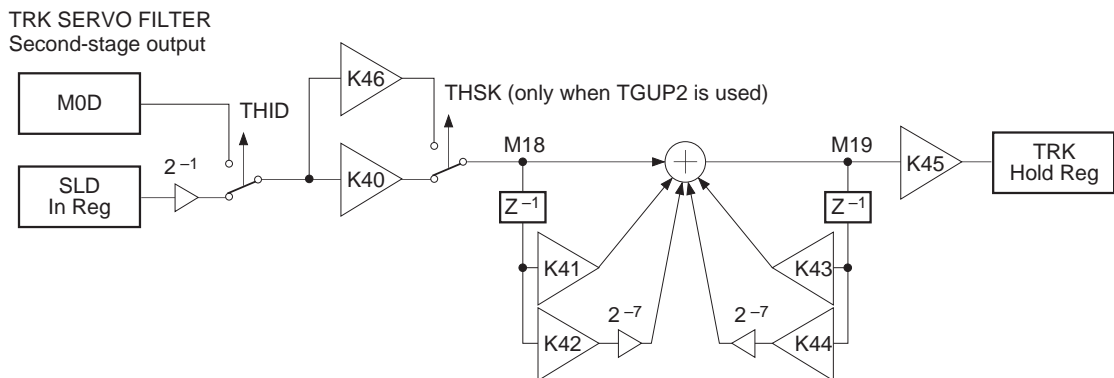 TRK SERVO FILTER
Second-stage output
M0D
THID
K46
THSK (only when TGUP2 is used)
SLD
In Reg
2 –1
K40
M18
M19
K45
TRK
Hold Reg
Z –1
Z –1
K41
K43
K42
2 –7
2 –7
K44